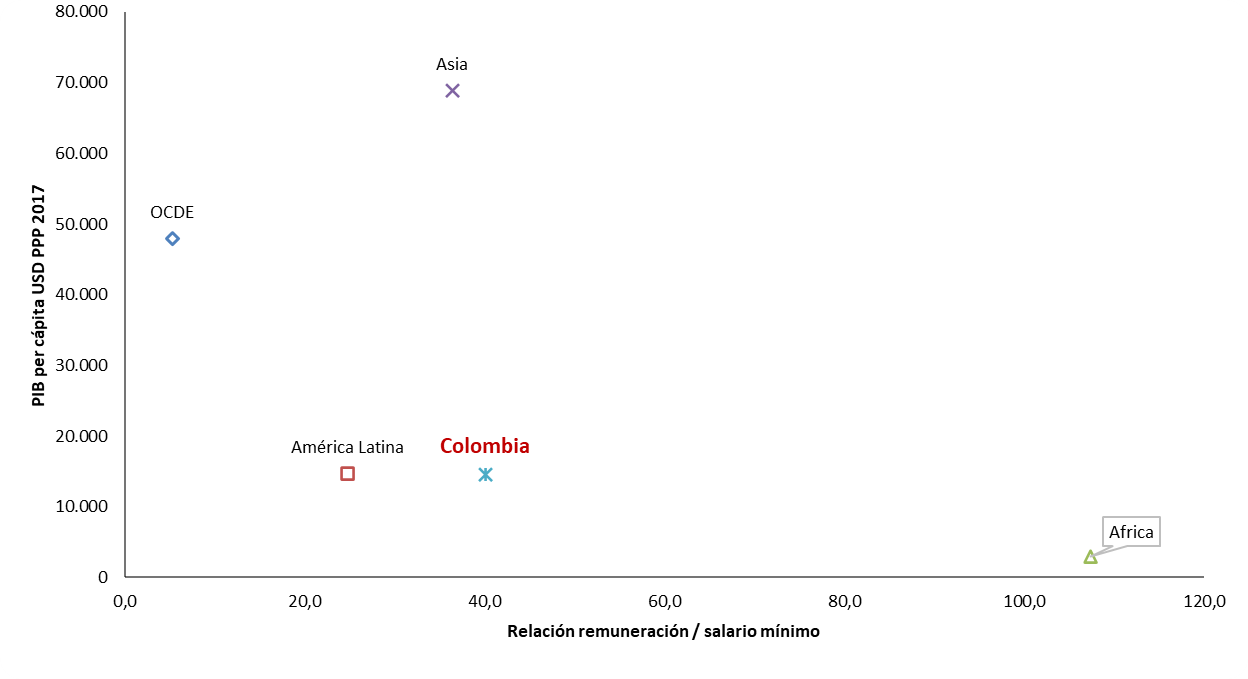 80.000
70.000
60.000
50.000
40.000
30.000
20.000
10.000
0
PIB per cápita USD PPP 2017
Asia
OCDE
América Latina
Colombia
Africa
0,0 20,0 40,0 60,0 80,0 100,0 120,0
Relación remuneración / salario mínimo